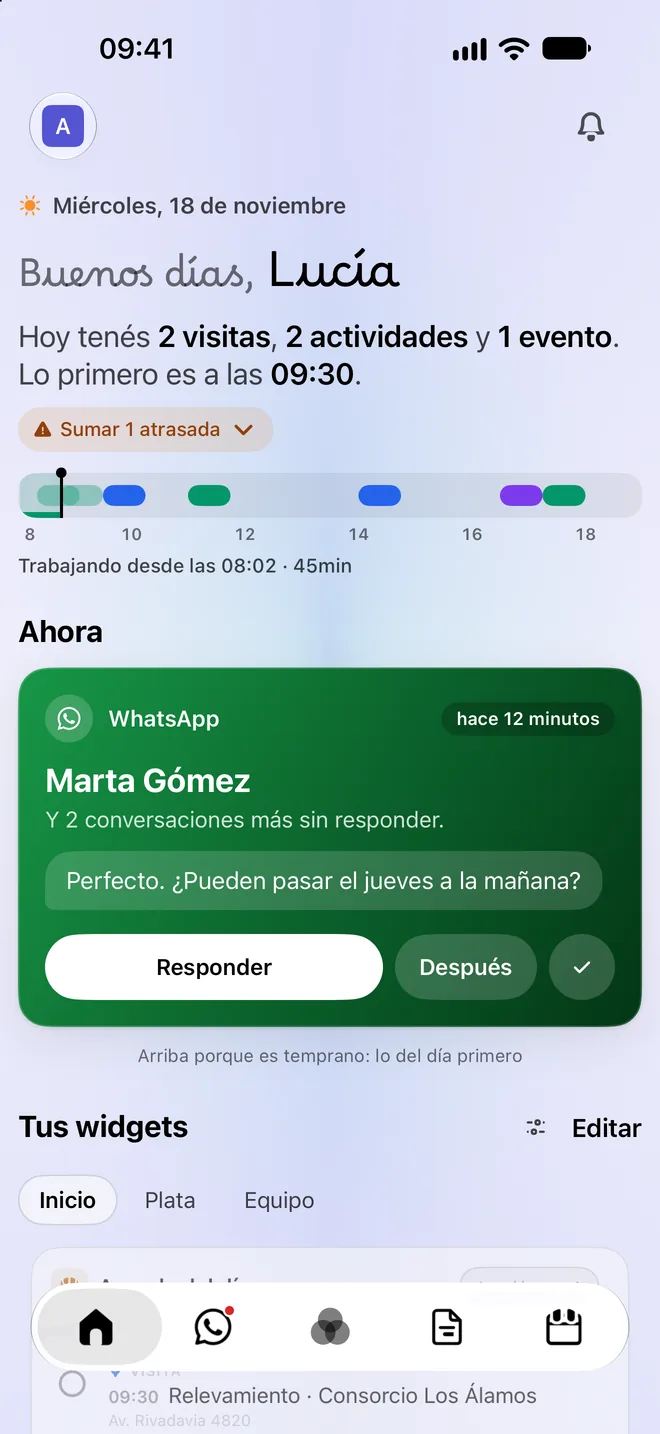 09:41
A
Miércoles, 18 de noviembre
Buenos días, Lucía
Hoy tenés 2 visitas, 2 actividades y 1 evento.
Lo primero es a las 09:30.
Sumar 1 atrasada
8 10 12 14 16 18
Trabajando desde las 08:02 · 45min
Ahora
WhatsApp
hace 12 minutos
Marta Gómez
Y 2 conversaciones más sin responder.
Perfecto. ¿Pueden pasar el jueves a la mañana?
Responder
Después
Arriba porque es temprano: lo del día primero
Tus widgets
Editar
Inicio
Plata
Equipo
VISITA
09:30 Relevamiento · Consorcio Los Álamos
Av. Rivadavia 4820